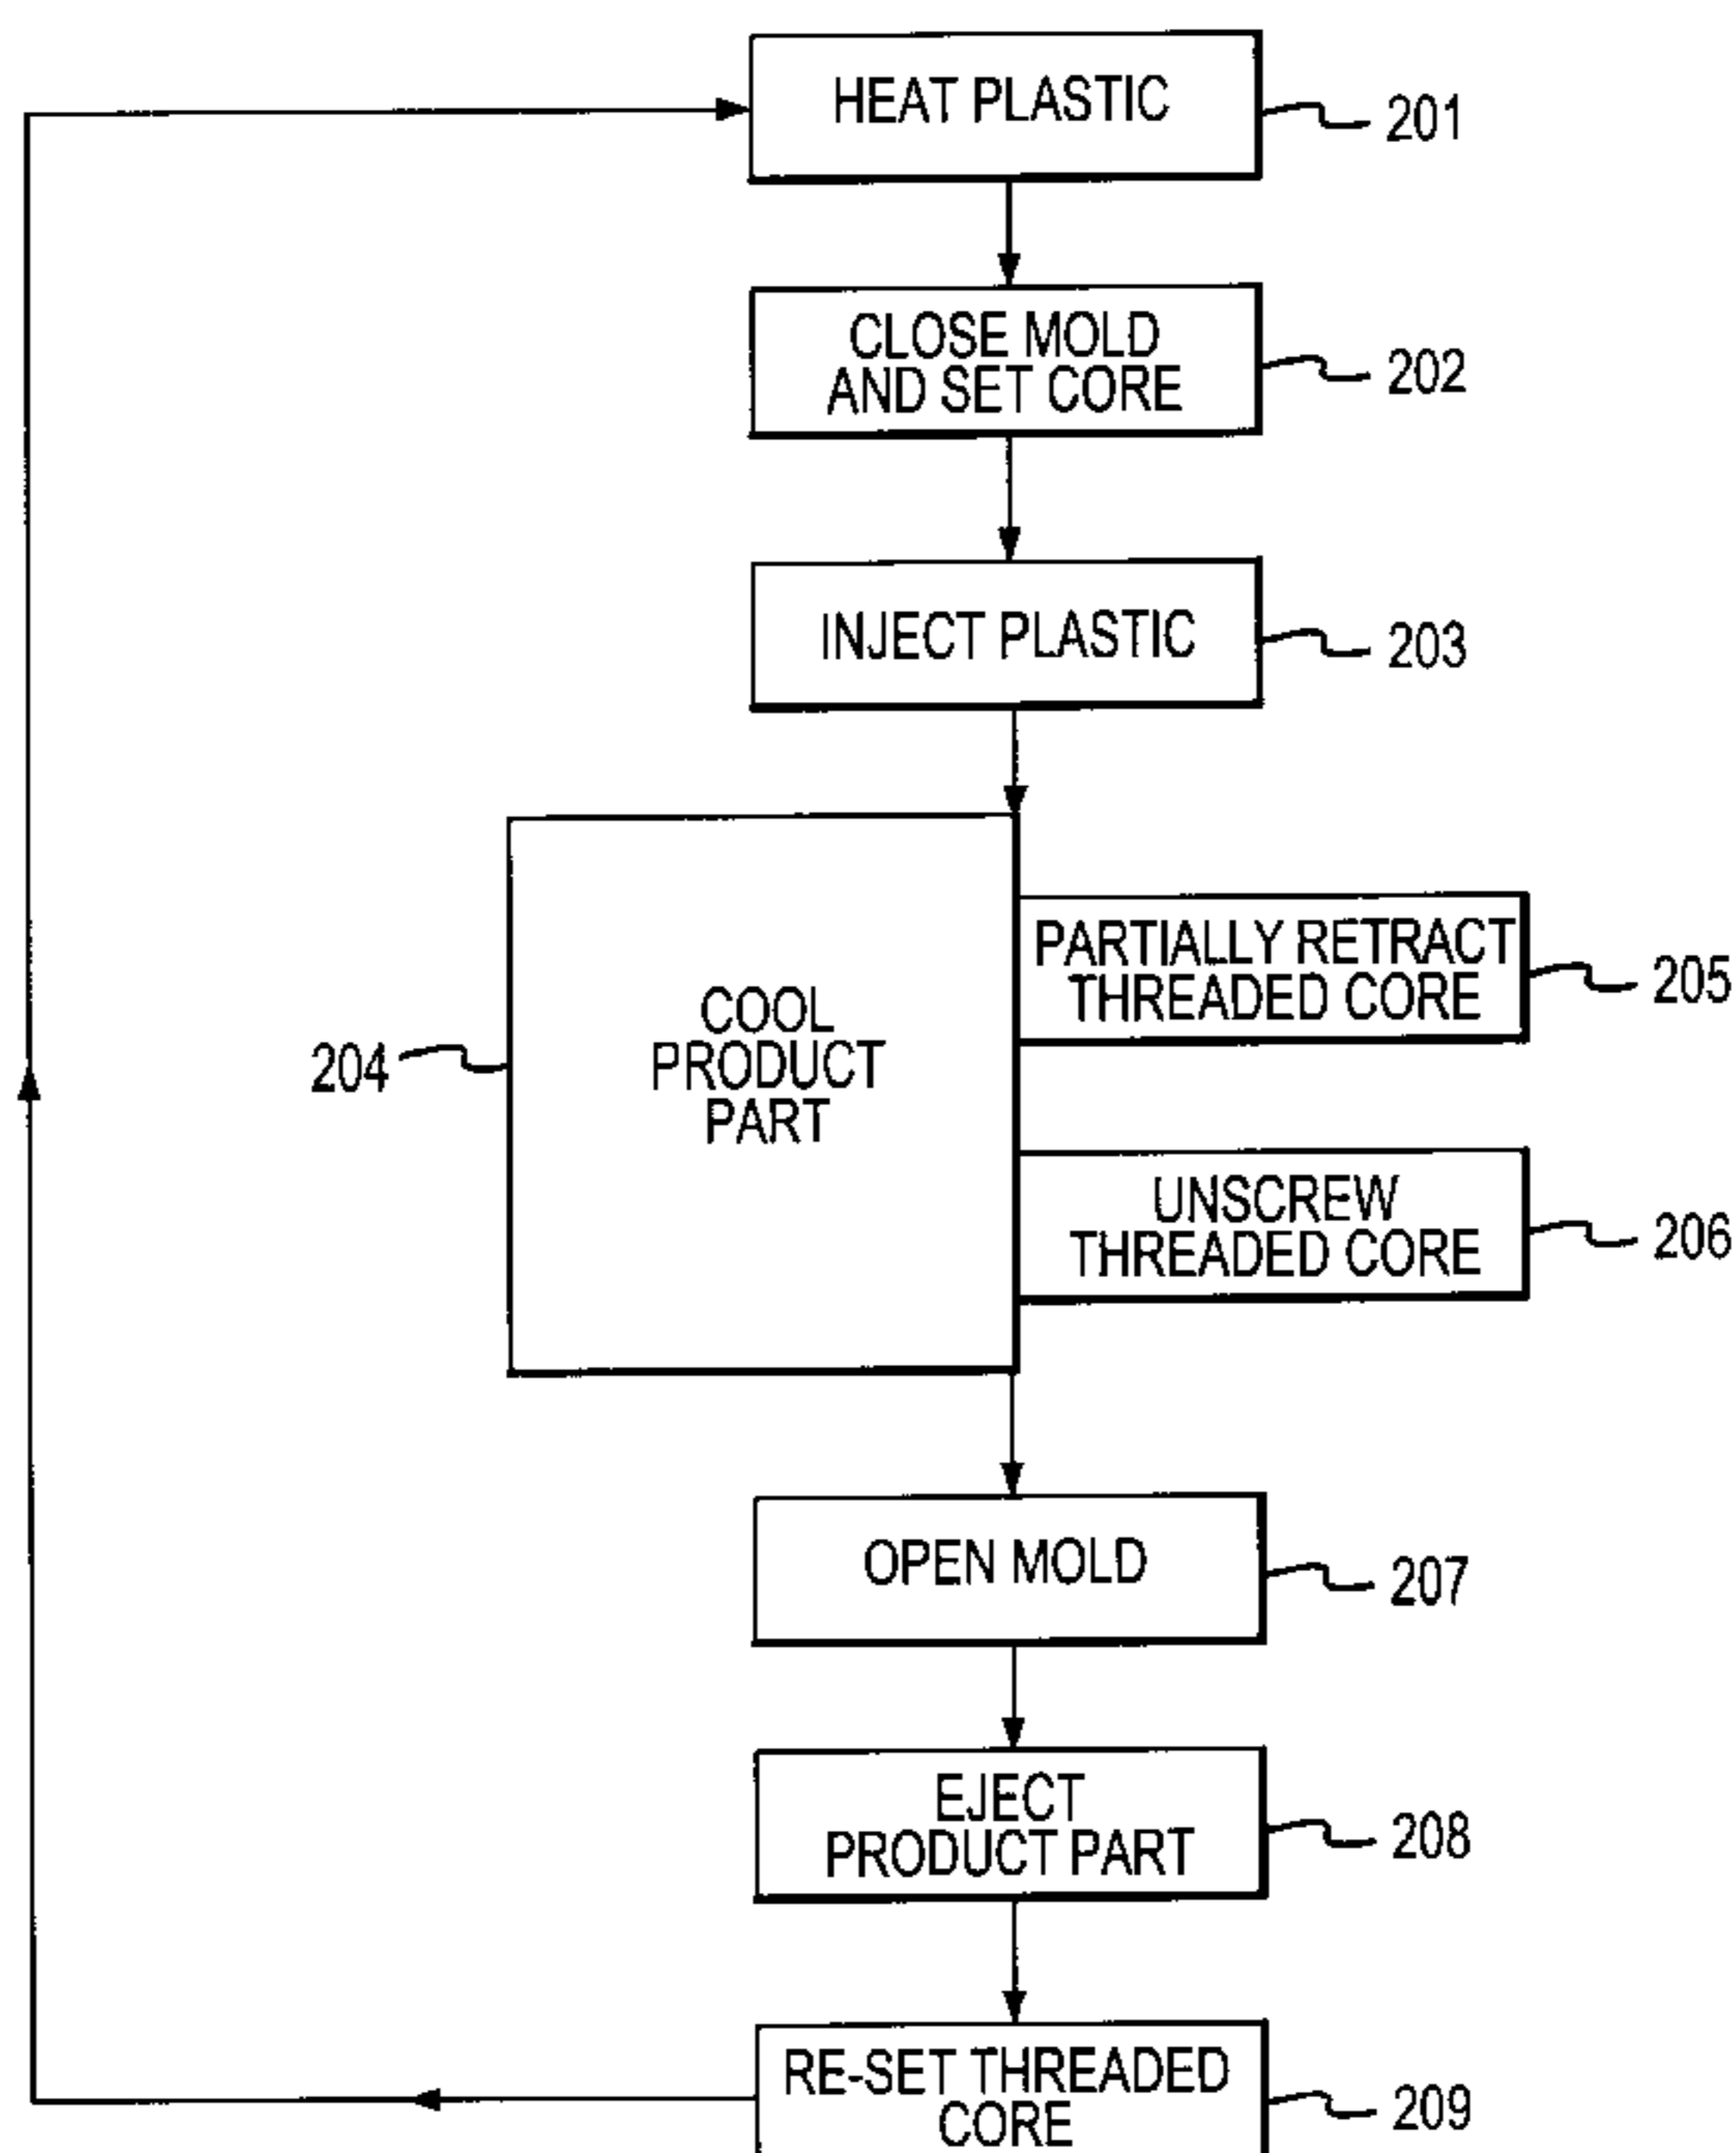 HEAT PLASTIC
201
CLOSE MOLD
AND SET CORE
202
INJECT PLASTIC
203
COOL
PRODUCT
PART
204
PARTIALLY RETRACT
THREADED CORE
205
UNSCREW
THREADED CORE
206
OPEN MOLD
207
EJECT
PRODUCT PART
208
RE-SET THREADED
CORE
209